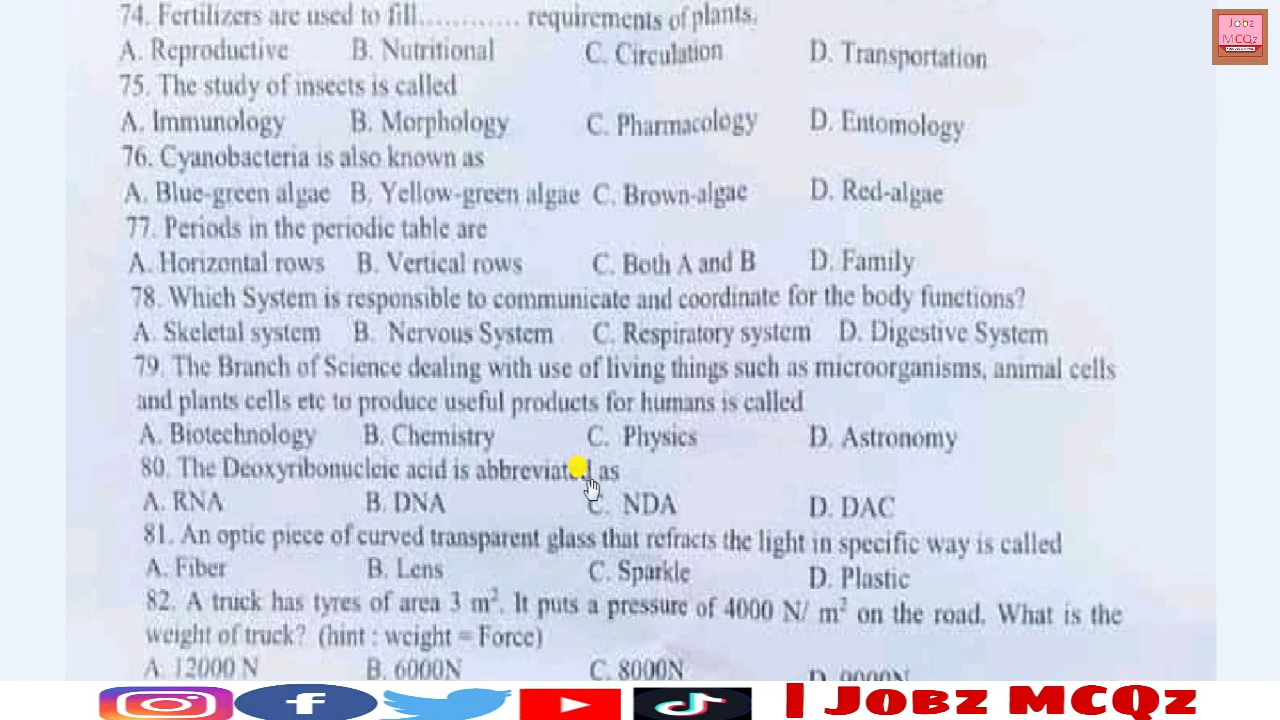 74. Fertilizers are used to fill............ requirements of plants.
A. Reproductive B. Nutritional C. Circulation D. Transportation
75. The study of insects is called
A. Immunology B. Morphology C. Pharmacology D. Entomology
76. Cyanobacteria is also known as
A. Blue-green algae B. Yellow-green algae C. Brown-algae D. Red-algae
77. Periods in the periodic table are
A. Horizontal rows B. Vertical rows C. Both A and B D. Family
78. Which System is responsible to communicate and coordinate for the body functions?
A. Skeletal system B. Nervous System C. Respiratory system D. Digestive System
79. The Branch of Science dealing with use of living things such as microorganisms, animal cells
and plants cells etc to produce useful products for humans is called
A. Biotechnology B. Chemistry C. Physics D. Astronomy
80. The Deoxyribonucleic acid is abbreviated as
A. RNA B. DNA C. NDA D. DAC
81. An optic piece of curved transparent glass that refracts the light in specific way is called
A. Fiber B. Lens C. Sparkle D. Plastic
82. A truck has tyres of area 3 m². It puts a pressure of 4000 N/ m² on the road. What is the
weight of truck? (hint : weight = Force)
A. 12000 N B. 6000N C. 8000N D.
Jobz
MCQz
| Jobz MCQz